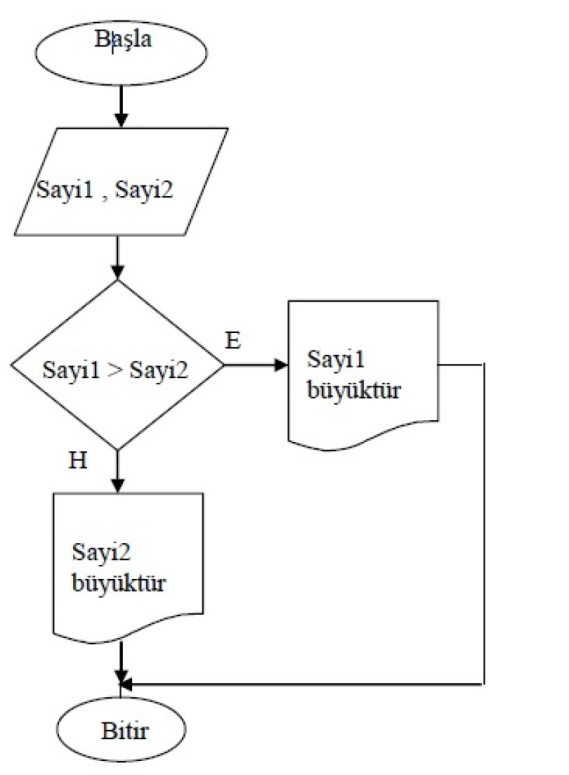 Başla
Sayi1 , Sayi2
Sayi1 > Sayi2
E
Sayi1
büyüktür
H
Sayi2
büyüktür
Bitir